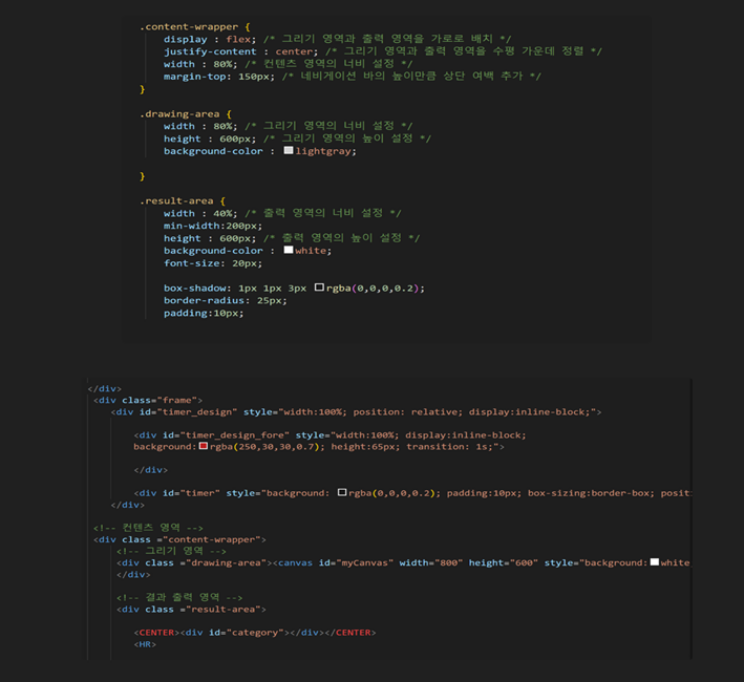 .content-wrapper {
display : flex; /* 그리기 영역과 출력 영역을 가로로 배치 */
justify-content : center; /* 그리기 영역과 출력 영역을 수평 가운데 정렬 */
width : 80%; /* 컨텐츠 영역의 너비 설정 */
margin-top: 150px; /* 네비게이션 바의 높이만큼 상단 여백 추가 */
}
.drawing-area {
width : 80%; /* 그리기 영역의 너비 설정 */
height : 600px; /* 그리기 영역의 높이 설정 */
background-color : lightgray;
}
.result-area {
width : 40%; /* 출력 영역의 너비 설정 */
min-width:200px;
height : 600px; /* 출력 영역의 높이 설정 */
background-color : white;
font-size: 20px;
box-shadow: 1px 1px 3px rgba(0,0,0,0.2);
border-radius: 25px;
padding:10px;
</div>
<div class="frame">
<div id="timer_design" style="width:100%; position: relative; display:inline-block;">
<div id="timer_design_fore" style="width:100%; display:inline-block;
background: rgba(250,30,30,0.7); height:65px; transition: 1s;">
</div>
<div id="timer" style="background: rgba(0,0,0,0.2); padding:10px; box-sizing:border-box; posit
</div>
<!-- 컨텐츠 영역 -->
<div class ="content-wrapper">
<!-- 그리기 영역 -->
<div class ="drawing-area"><canvas id="myCanvas" width="800" height="600" style="background: white
</div>
<!-- 결과 출력 영역 -->
<div class ="result-area">
<CENTER><div id="category"></div></CENTER>
<HR>